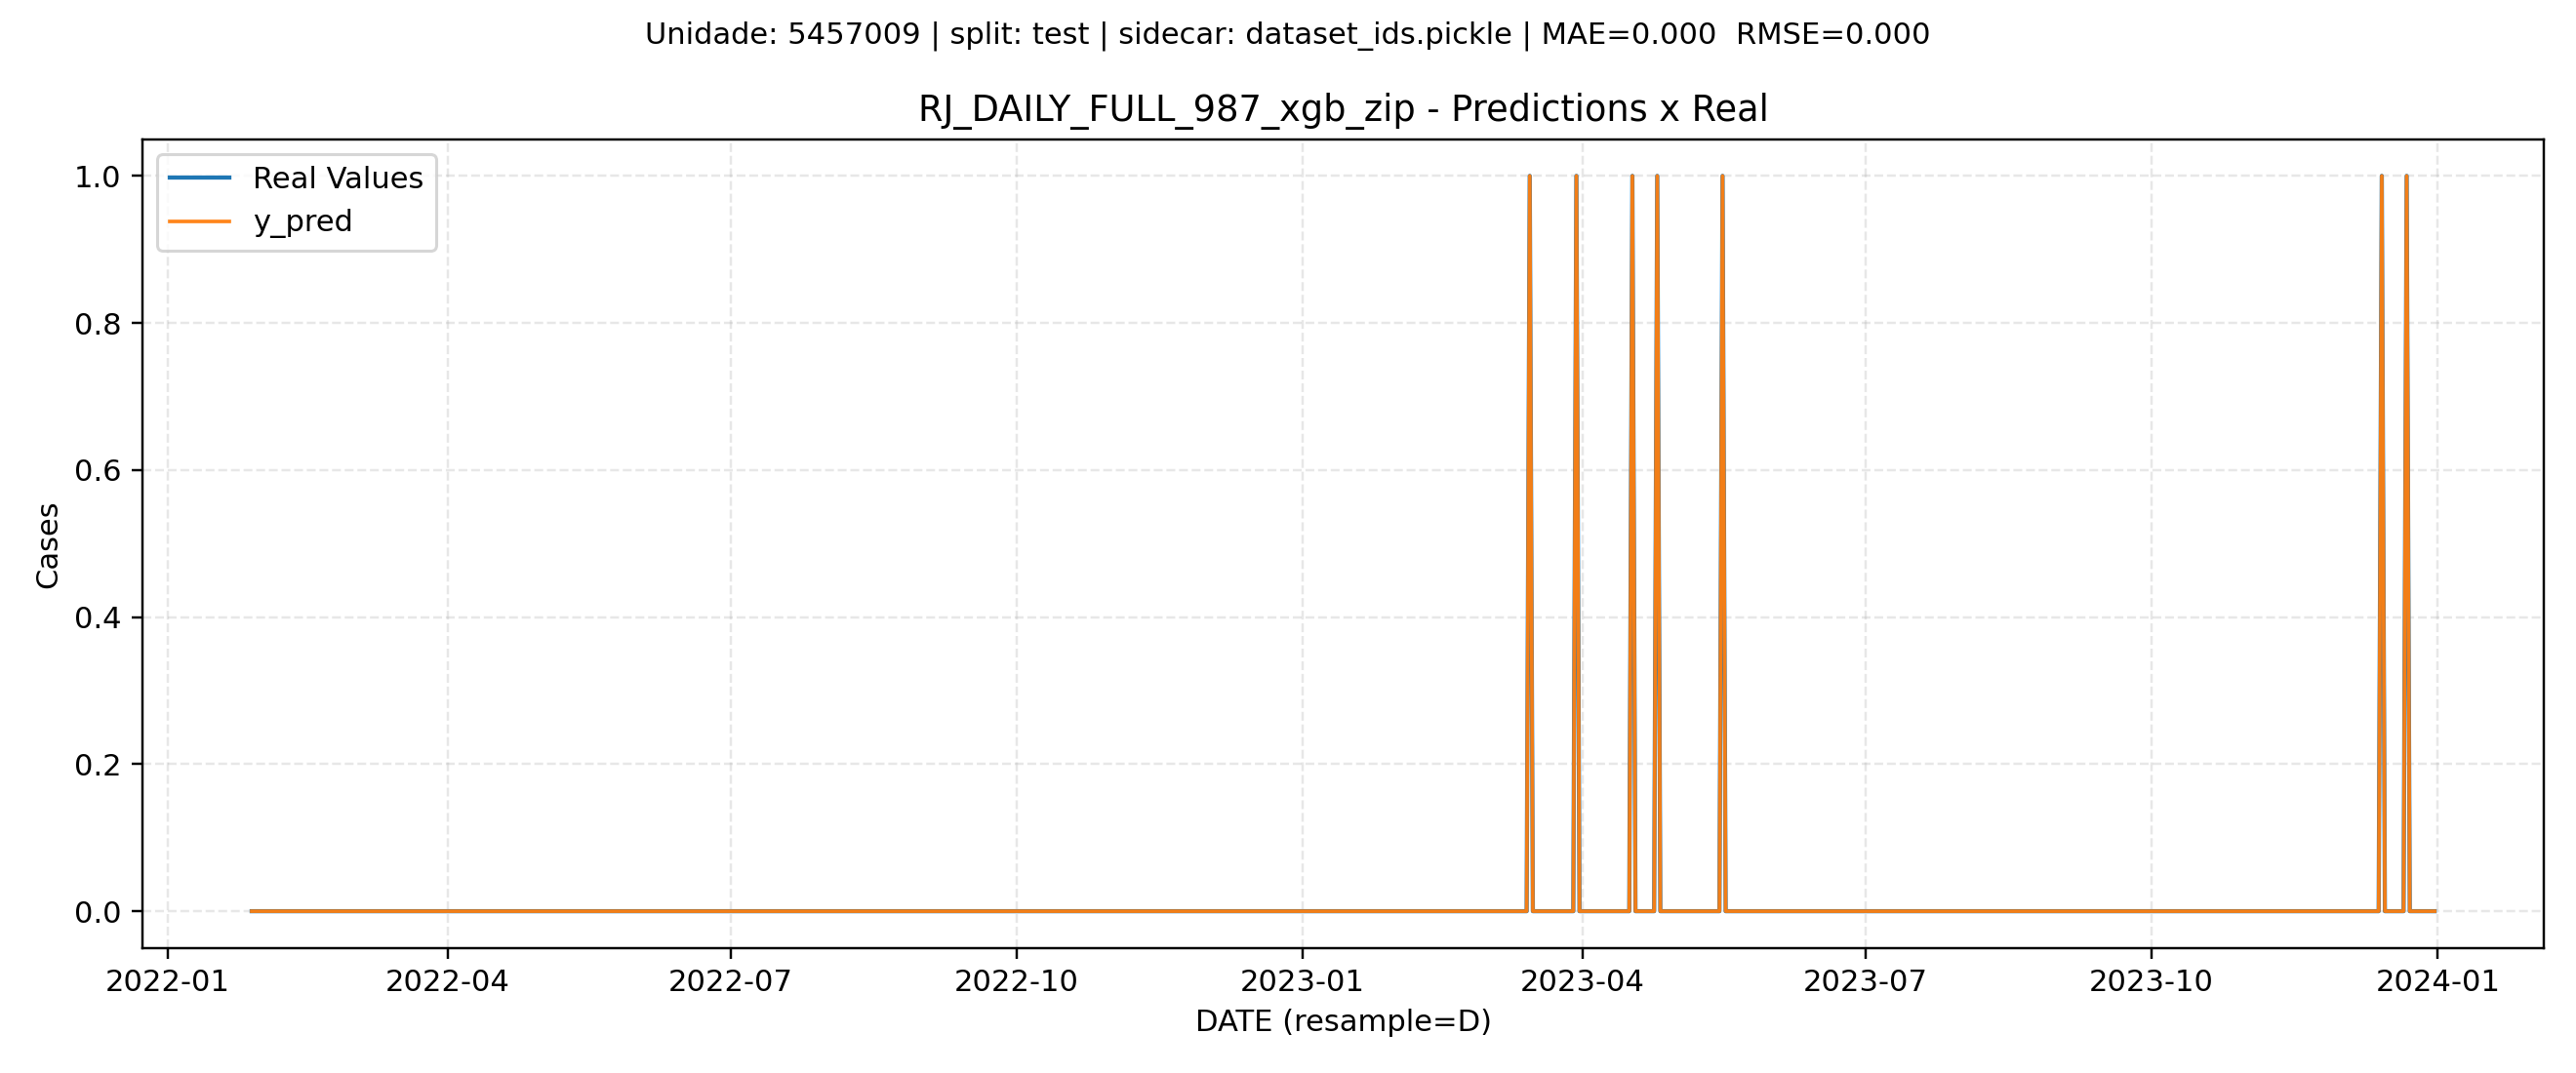 Unidade: 5457009 | split: test | sidecar: dataset_ids.pickle | MAE=0.000  RMSE=0.000
RJ_DAILY_FULL_987_xgb_zip - Predictions x Real
Real Values
y_pred
1.0
0.8
0.6
0.4
0.2
0.0
Cases
2022-01
2022-04
2022-07
2022-10
2023-01
2023-04
2023-07
2023-10
2024-01
DATE (resample=D)